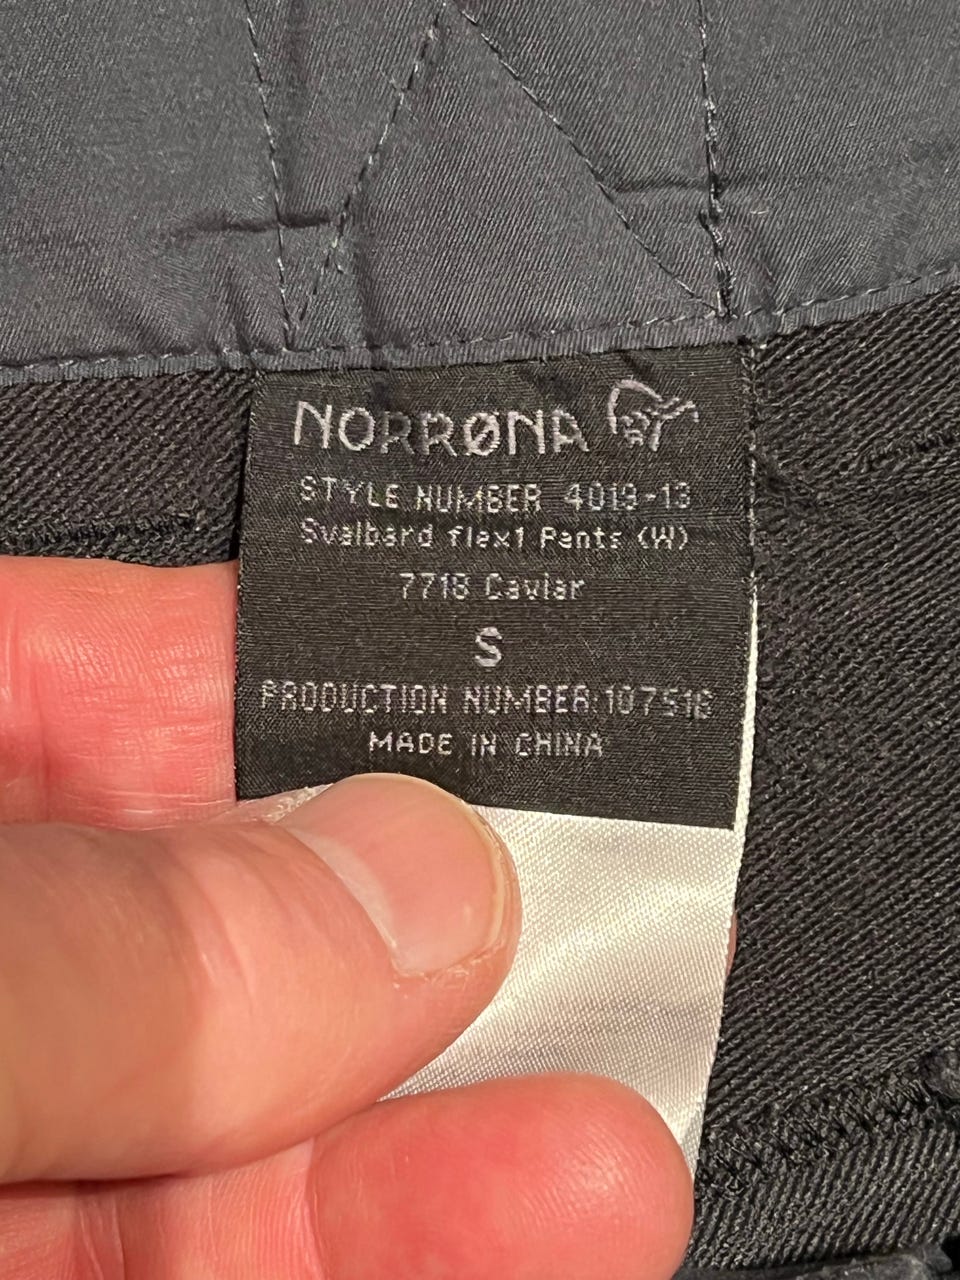 NORRØNA
STYLE NUMBER 4019-13
Svalbard flex1 Pants (W)
7718 Caviar
S
PRODUCTION NUMBER:107516
MADE IN CHINA